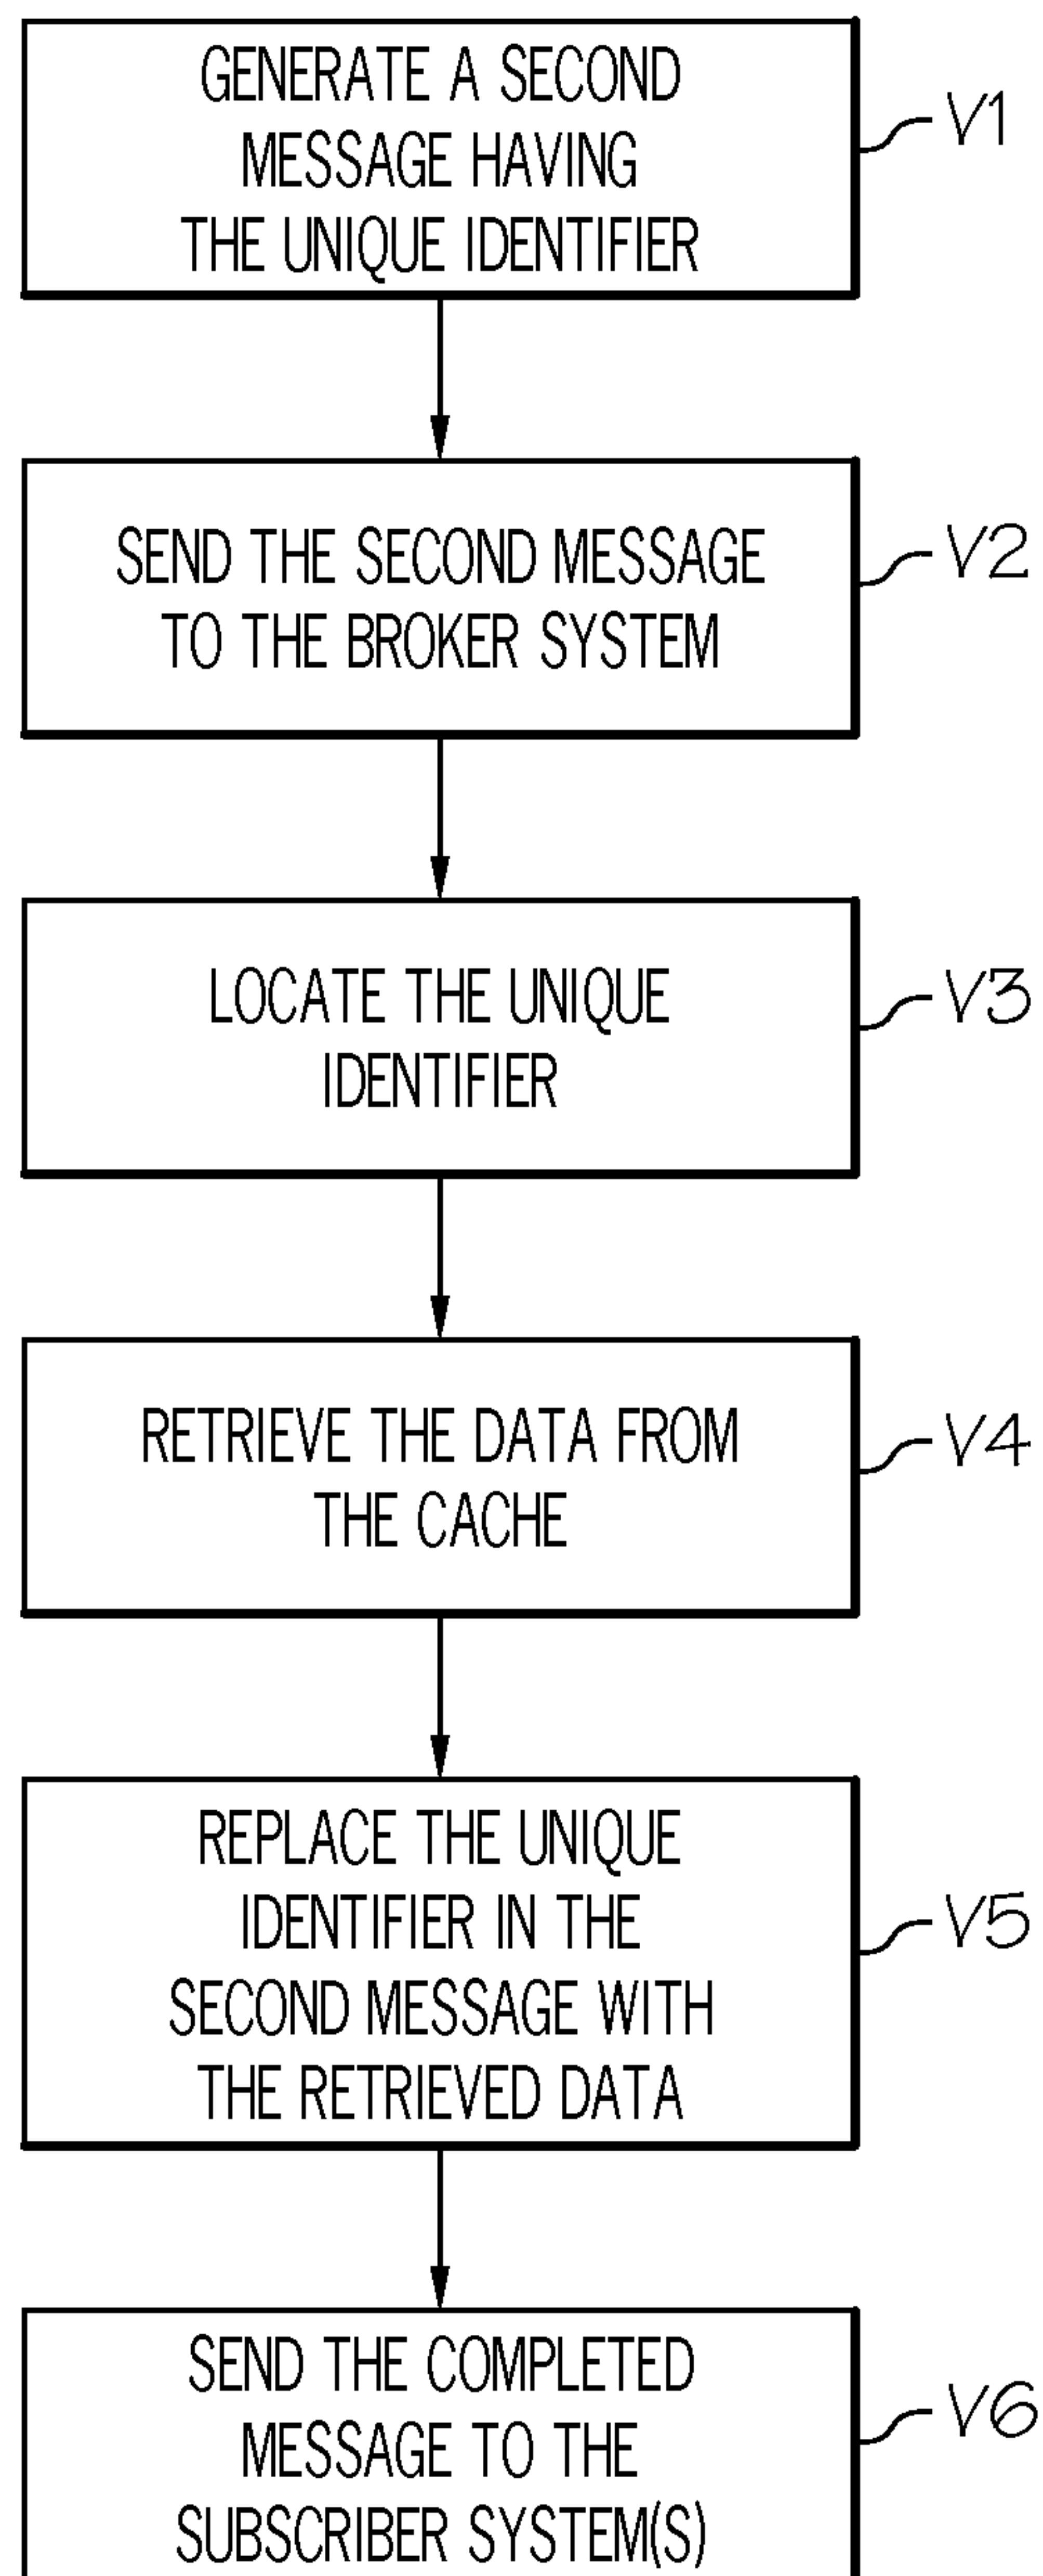 GENERATE A SECOND
MESSAGE HAVING
THE UNIQUE IDENTIFIER
V1
SEND THE SECOND MESSAGE
TO THE BROKER SYSTEM
V2
LOCATE THE UNIQUE
IDENTIFIER
V3
RETRIEVE THE DATA FROM
THE CACHE
V4
REPLACE THE UNIQUE
IDENTIFIER IN THE
SECOND MESSAGE WITH
THE RETRIEVED DATA
V5
SEND THE COMPLETED
MESSAGE TO THE
SUBSCRIBER SYSTEM(S)
V6